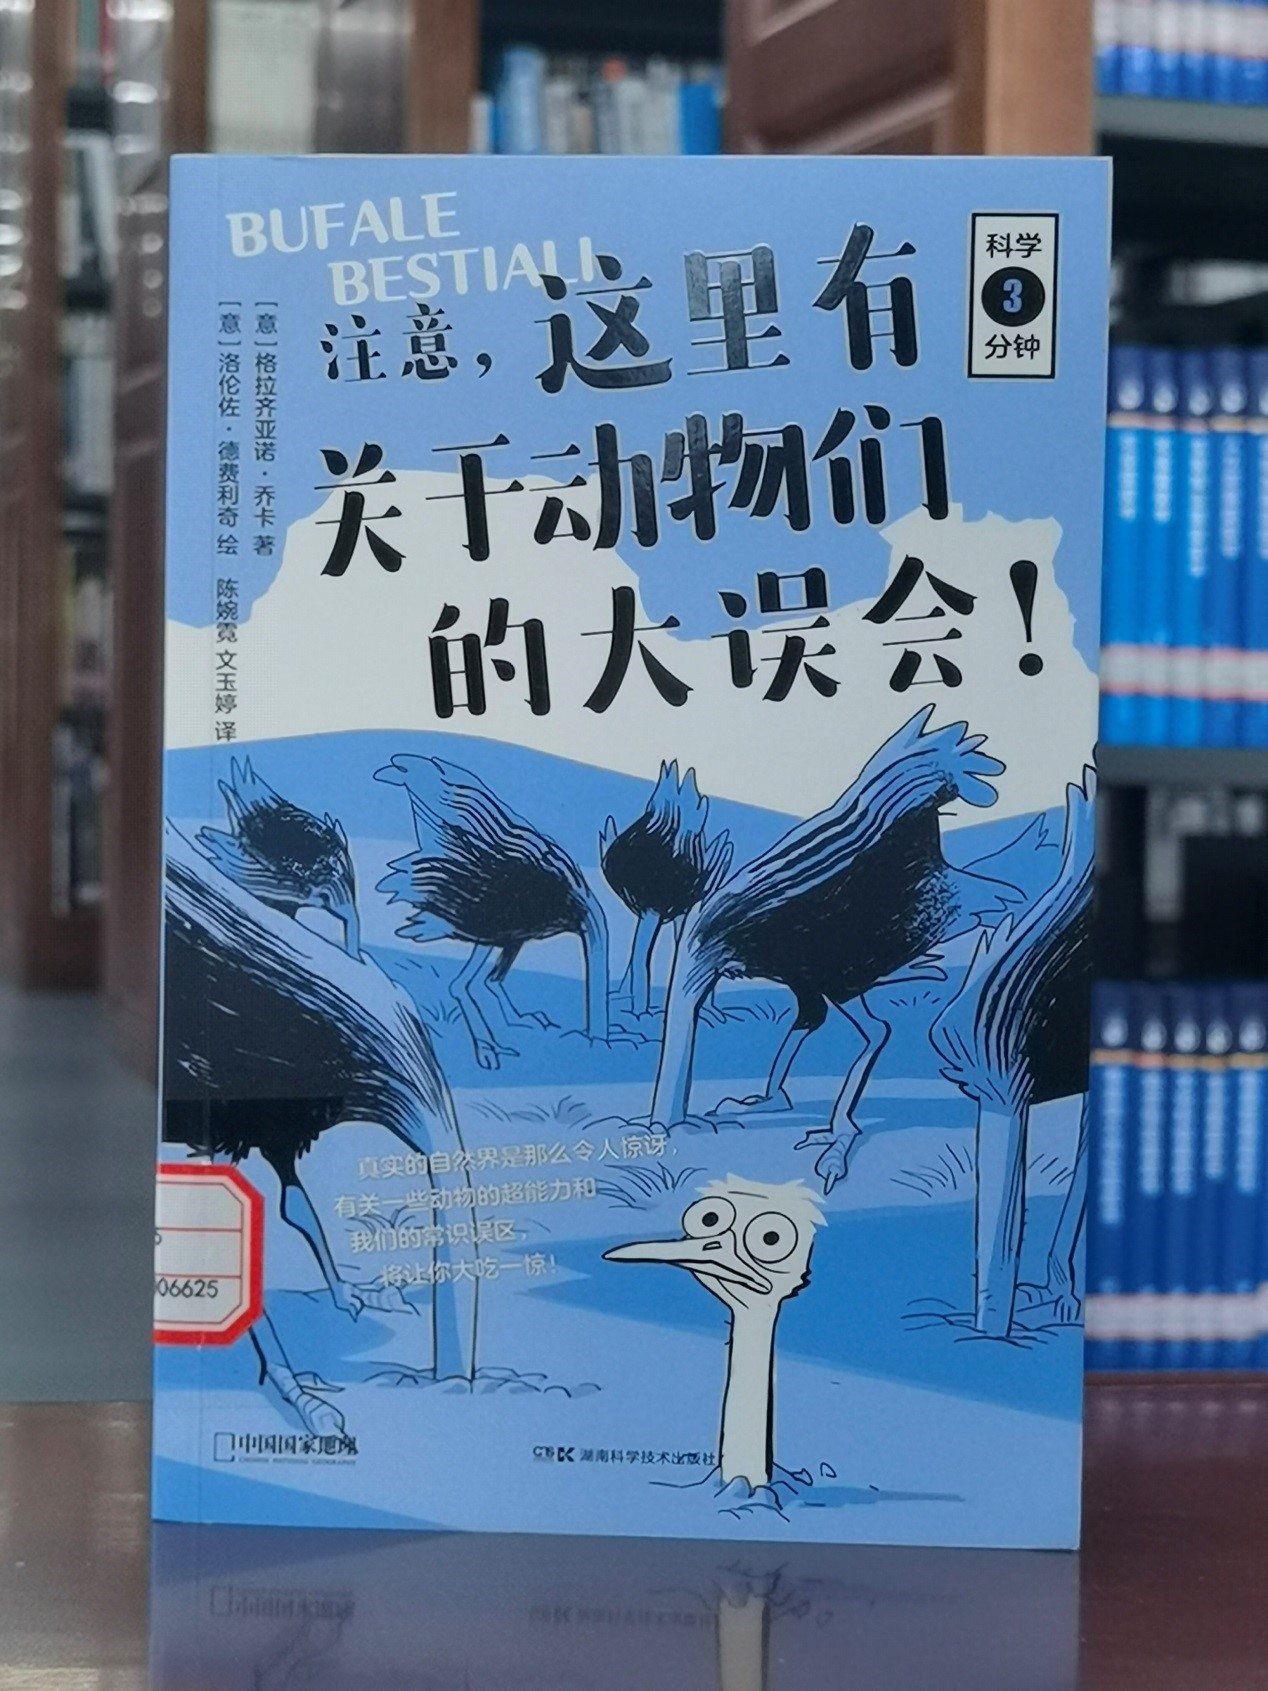 BUFALE
BESTIALI
科学
3
分钟
注意，这里有
关于动物们
的大误会！
［意］格拉齐亚诺·乔卡 著
［意］洛伦佐·德费利奇 绘 陈婉霓 文玉婷 译
真实的自然界是那么令人惊讶，
有关一些动物的超能力和
我们的常识误区，
将让你大吃一惊！
06625
中国国家地理
CHINESE NATIONAL GEOGRAPHY
湖南科学技术出版社